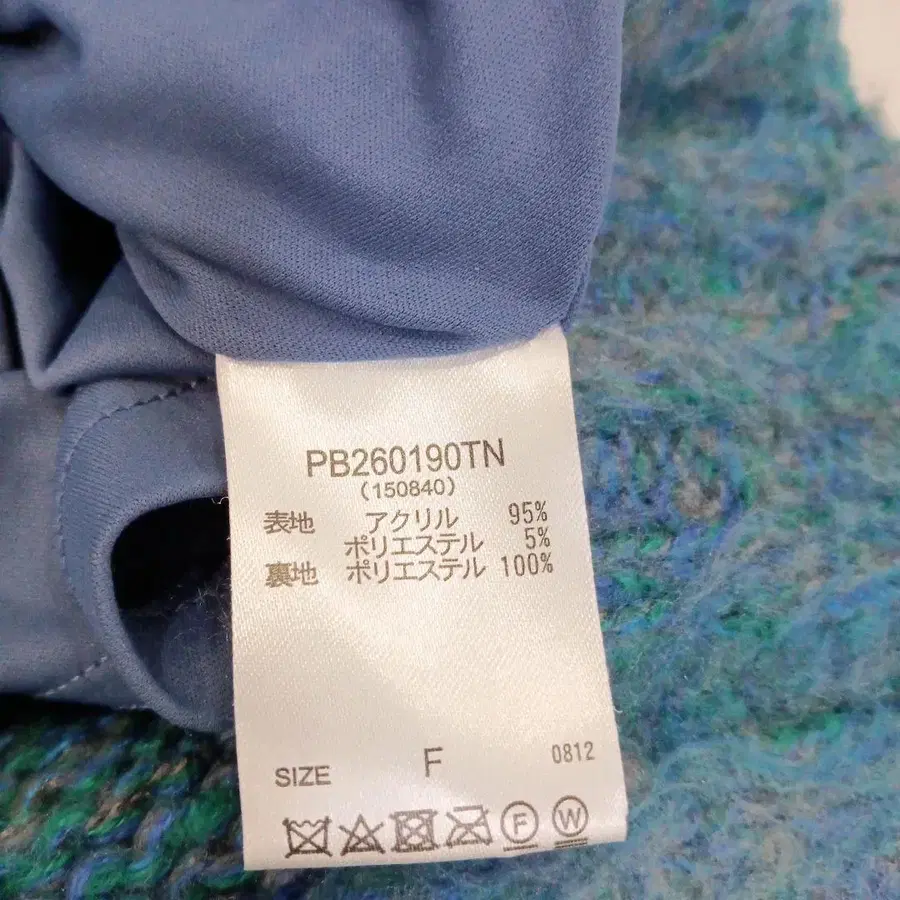 PB260190TN
(150840)
表地 アクリル 95%
ポリエステル 5%
裏地 ポリエステル 100%
SIZE F 0812
F W